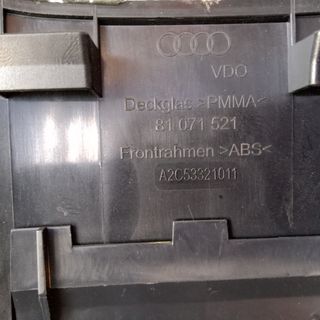 VDO
Deckglas >PMMA<
81 071 521
Frontrahmen >ABS<
A2C53321011